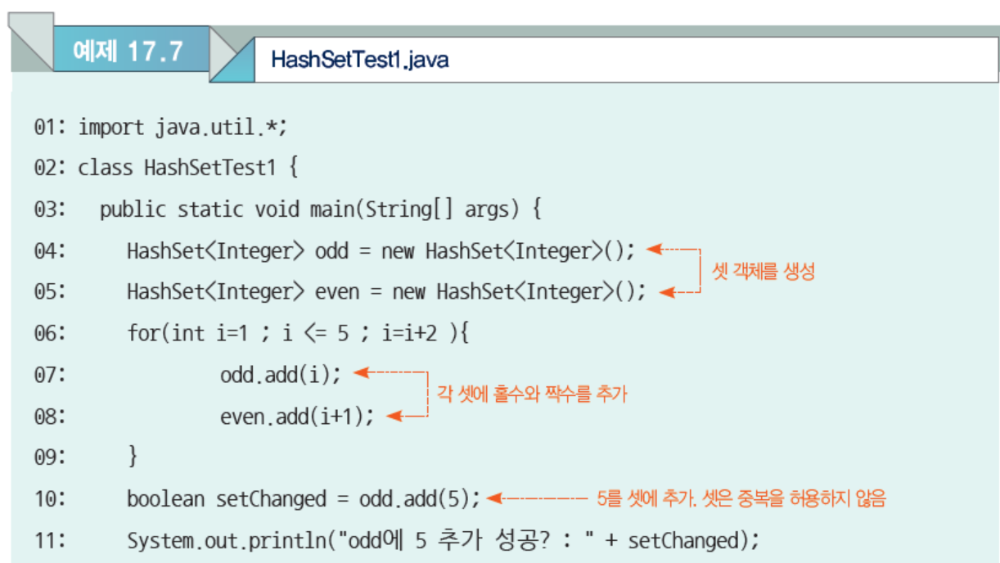 예제 17.7
HashSetTest1.java
01: import java.util.*;
02: class HashSetTest1 {
03: public static void main(String[] args) {
04: HashSet<Integer> odd = new HashSet<Integer>();
셋 객체를 생성
05: HashSet<Integer> even = new HashSet<Integer>();
06: for(int i=1 ; i <= 5 ; i=i+2 ){
07: odd.add(i);
각 셋에 홀수와 짝수를 추가
08: even.add(i+1);
09: }
10: boolean setChanged = odd.add(5); 5를 셋에 추가. 셋은 중복을 허용하지 않음
11: System.out.println("odd에 5 추가 성공? : " + setChanged);